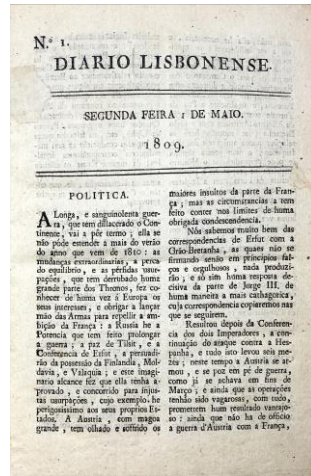 N.º 1.
DIARIO LISBONENSE.
SEGUNDA FEIRA 1 DE MAIO.
1809.
POLITICA.
A Longa, e sanguinolenta guer-
ra, que tem dillacerado o Con-
tinente, vai a pôr termo; ella se
não póde entender a mais do verão
do anno que vem de 1810: as
mudanças extraordinarias, a perca
do equilibrio, e as pérfidas usur-
pações, que tem derrubado huma
grande parte dos Thronos, fez co-
nhecer de huma vez á Europa os
seus interesses, e obrigar a lançar
mão das Armas para repellir a am-
bição da França: a Russia he a
Potencia que tem feito prolongar
a guerra; a paz de Tilsit, e a
Conferencia de Erfut, a persuadí-
rão da possessão da Finlandia, Mol-
davia, e Valaquia; e este imagi-
nario alcance fez que ella tenha a-
provado, e concorrido para injus-
tas usurpações, cujo exemplo he
perigosissimo aos seus proprios Es-
tados. A Austria, com magoa
grande, tem olhado e soffrido os
maiores insultos da parte da Fran-
ça; mas as circumstancias a tem
feito conter nos limites de huma
obrigada condescendencia.
Nós sabemos muito bem das
correspondencias de Erfut com a
Grão-Bretanha, as quaes não se
firmando senão em principios fal-
ços e orgulhosos, nada produzi-
rão; e só sim huma resposta de-
cisiva da parte de Jorge III, de
huma maneira a mais cathagorica,
cuja correspondencia copiaremos nas
que se seguirem.
Resultou depois da Conferen-
cia dos dois Imperadores, a con-
tinuação do ataque contra a Hes-
panha, e tudo isto levou seis me-
zes; neste tempo a Austria se ar-
mou, e se poz em pé de guerra,
como já se achava em fins de
Março; e ainda que as operações
tenhão sido vagarosas, com tudo,
promettem hum resultado vantajo-
so: ainda que não ha de officio
a guerra d'Austria com a França,